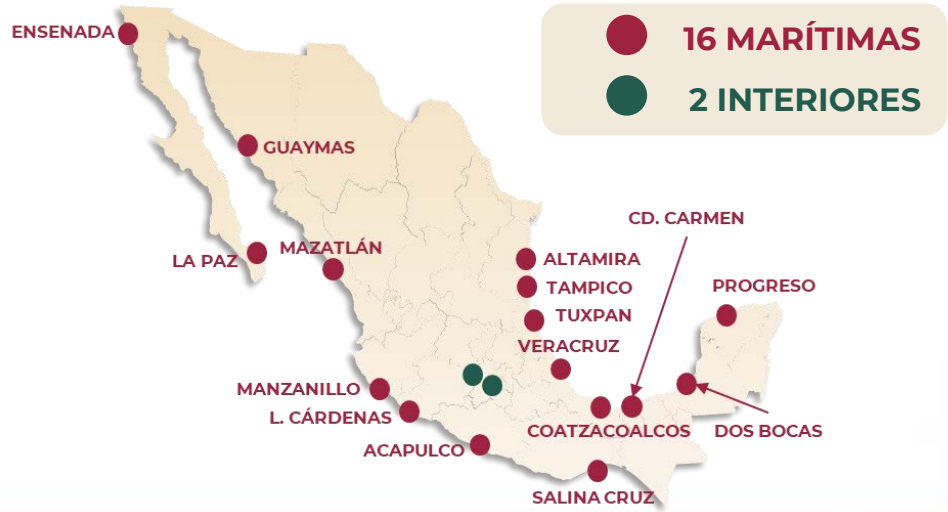 ENSENADA
16 MARÍTIMAS
2 INTERIORES
GUAYMAS
CD. CARMEN
MAZATLÁN
LA PAZ
ALTAMIRA
TAMPICO
PROGRESO
TUXPAN
VERACRUZ
MANZANILLO
L. CÁRDENAS
COATZACOALCOS
DOS BOCAS
ACAPULCO
SALINA CRUZ